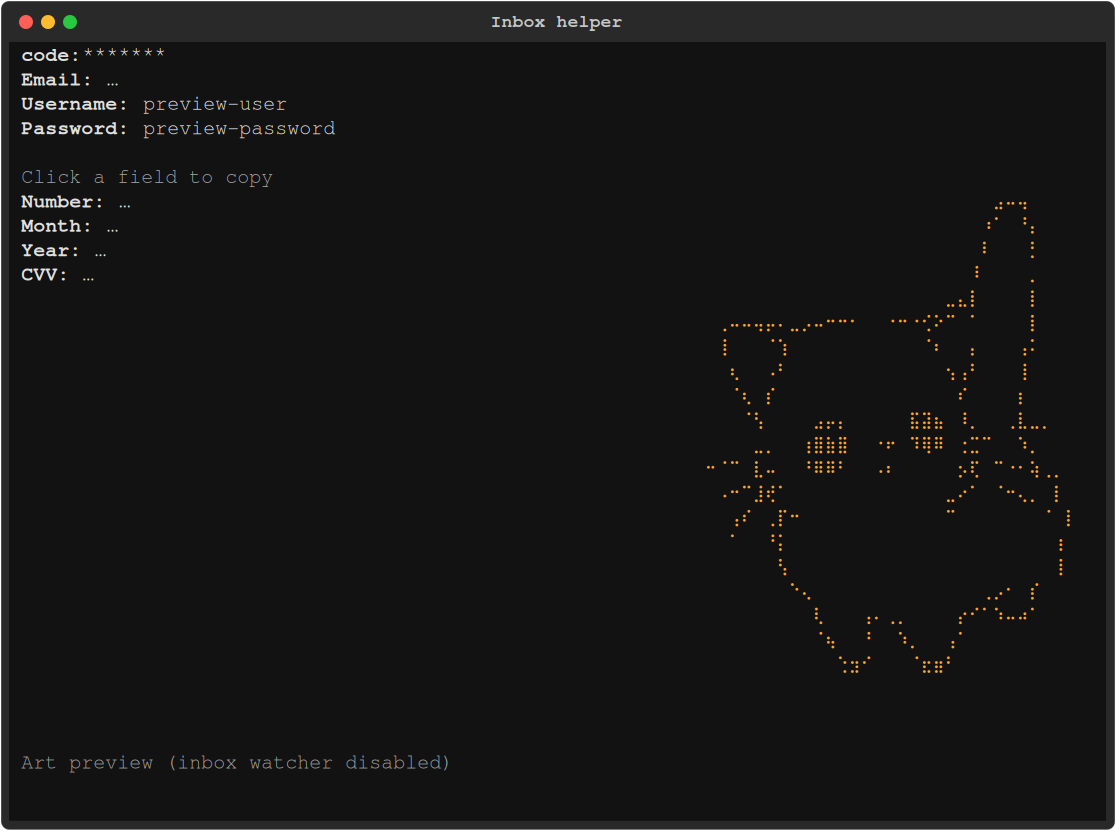 Inbox helper
code:*******
Email: …
Username: preview-user
Password: preview-password
Click a field to copy
Number: …
Month: …
Year: …
CVV: …
Art preview (inbox watcher disabled)